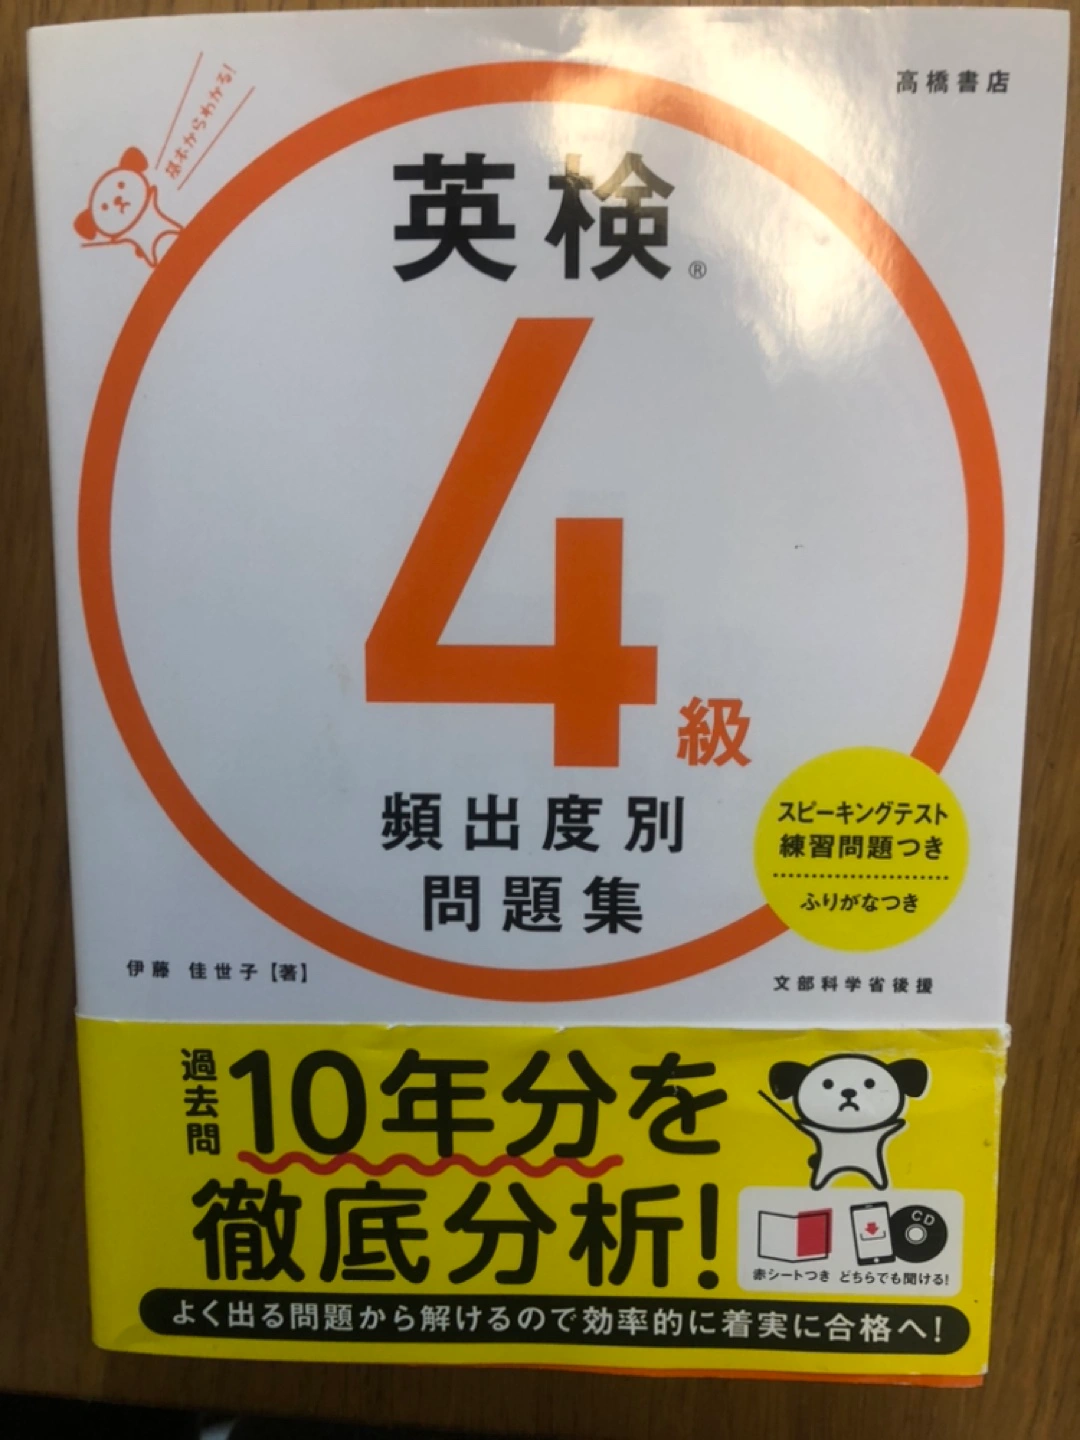 高橋書店
基本からわかる!
英検®
4級
頻出度別
問題集
スピーキングテスト
練習問題つき
ふりがなつき
伊藤 佳世子【著】
文部科学省後援
過去問
10年分を
徹底分析!
CD
赤シートつき
どちらでも聞ける!
よく出る問題から解けるので効率的に着実に合格へ!